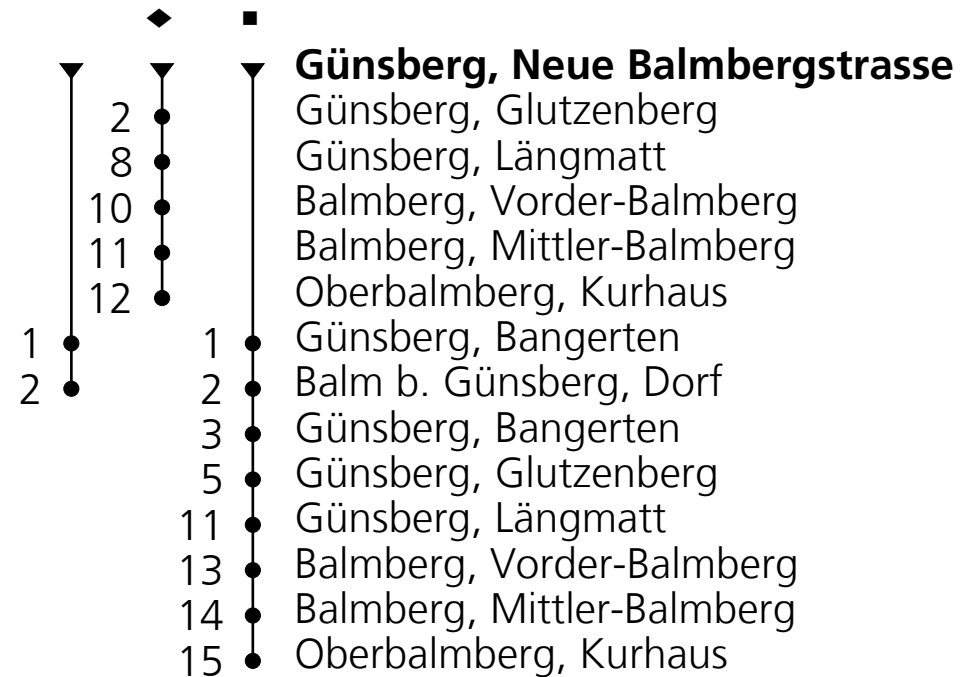 Günsberg, Neue Balmbergstrasse
2 Günsberg, Glutzenberg
8 Günsberg, Längmatt
10 Balmberg, Vorder-Balmberg
11 Balmberg, Mittler-Balmberg
12 Oberbalmberg, Kurhaus
1 1 Günsberg, Bangerten
2 2 Balm b. Günsberg, Dorf
3 Günsberg, Bangerten
5 Günsberg, Glutzenberg
11 Günsberg, Längmatt
13 Balmberg, Vorder-Balmberg
14 Balmberg, Mittler-Balmberg
15 Oberbalmberg, Kurhaus